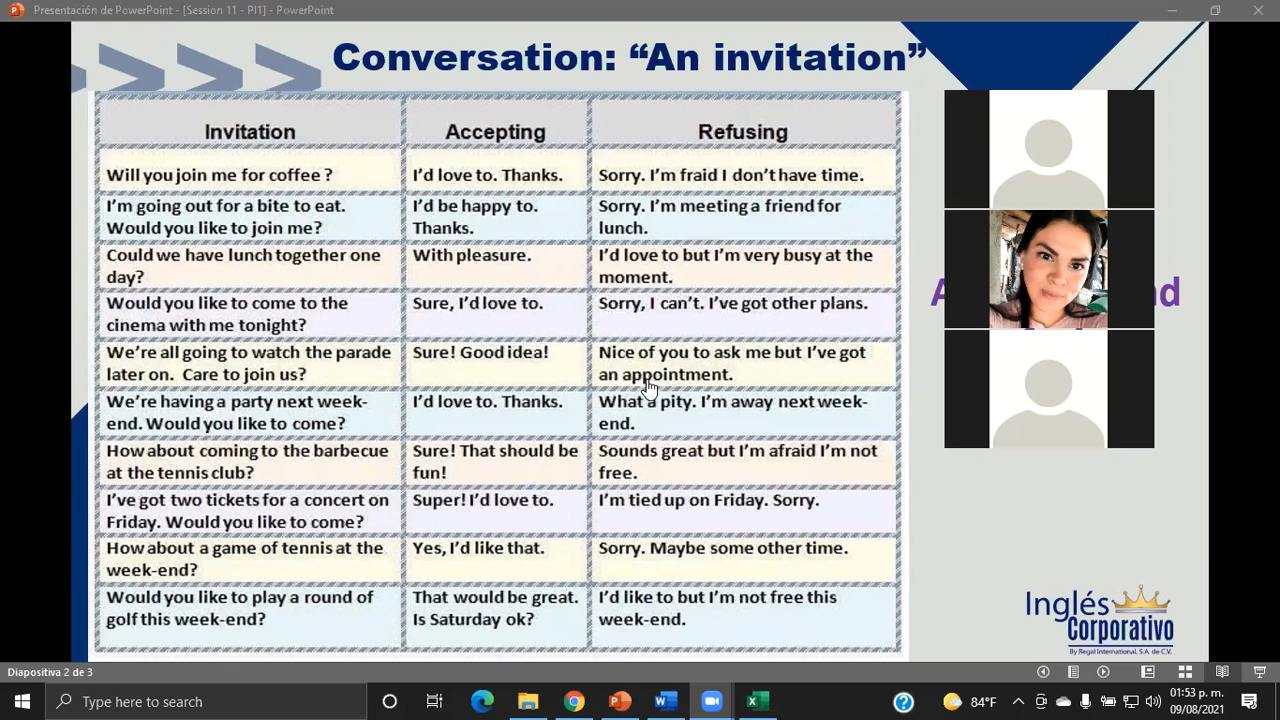 Presentación de PowerPoint - [Session 11 - PI1] - PowerPoint
Conversation: “An invitation”
Invitation
Accepting
Refusing
Will you join me for coffee ?
I’d love to. Thanks.
Sorry. I’m fraid I don’t have time.
I’m going out for a bite to eat.
Would you like to join me?
I’d be happy to.
Thanks.
Sorry. I’m meeting a friend for
lunch.
Could we have lunch together one
day?
With pleasure.
I’d love to but I’m very busy at the
moment.
Would you like to come to the
cinema with me tonight?
Sure, I’d love to.
Sorry, I can’t. I’ve got other plans.
We’re all going to watch the parade
later on. Care to join us?
Sure! Good idea!
Nice of you to ask me but I’ve got
an appointment.
We’re having a party next week-
end. Would you like to come?
I’d love to. Thanks.
What a pity. I’m away next week-
end.
How about coming to the barbecue
at the tennis club?
Sure! That should be
fun!
Sounds great but I’m afraid I’m not
free.
I’ve got two tickets for a concert on
Friday. Would you like to come?
Super! I’d love to.
I’m tied up on Friday. Sorry.
How about a game of tennis at the
week-end?
Yes, I’d like that.
Sorry. Maybe some other time.
Would you like to play a round of
golf this week-end?
That would be great.
Is Saturday ok?
I’d like to but I’m not free this
week-end.
Inglés
Corporativo
By Regal International, S.A. de C.V.
Diapositiva 2 de 3
Type here to search
84°F
01:53 p. m.
09/08/2021